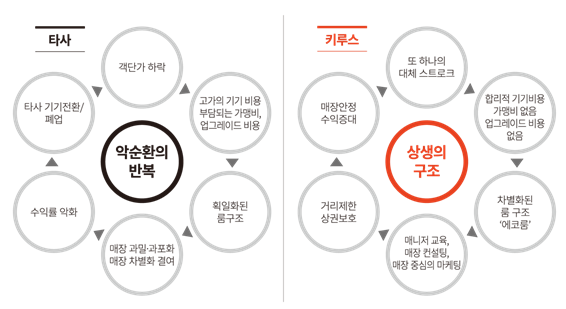 타사
객단가 하락
고가의 기기 비용
부담되는 가맹비,
업그레이드 비용
획일화된
룸구조
매장 과밀·과포화
매장 차별화 결여
수익률 악화
타사 기기전환/
폐업
악순환의
반복
키루스
또 하나의
대체 스트로크
합리적 기기비용
가맹비 없음
업그레이드 비용
없음
차별화된
룸 구조
‘에코룸’
매니저 교육,
매장 컨설팅,
매장 중심의 마케팅
거리제한
상권보호
매장안정
수익증대
상생의
구조